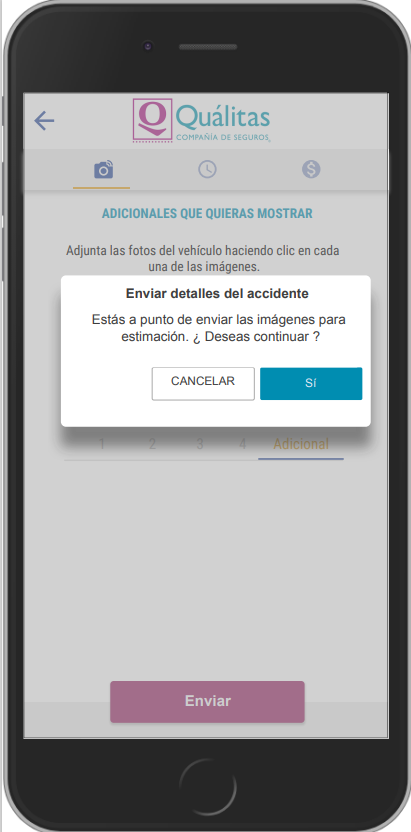 Quálitas
COMPAÑÍA DE SEGUROS
ADICIONALES QUE QUIERAS MOSTRAR
Adjunta las fotos del vehículo haciendo clic en cada
una de las imágenes.
Enviar detalles del accidente
Estás a punto de enviar las imágenes para
estimación. ¿ Deseas continuar ?
CANCELAR
Sí
1 2 3 4 Adicional
Enviar